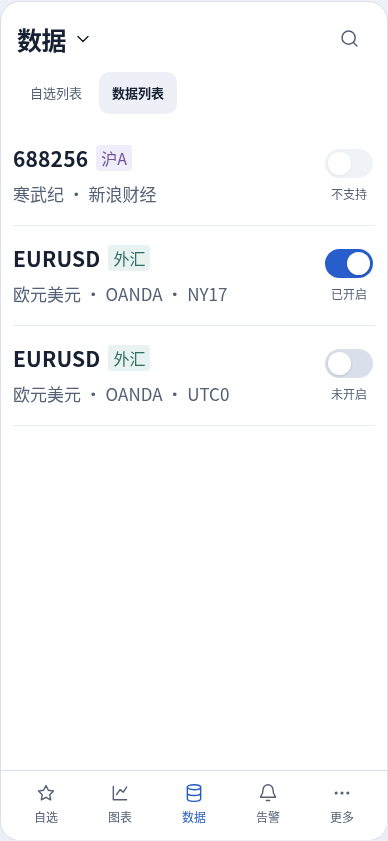 数据
自选列表 数据列表
688256 沪A
寒武纪 • 新浪财经
不支持
EURUSD 外汇
欧元美元 • OANDA • NY17
已开启
EURUSD 外汇
欧元美元 • OANDA • UTC0
未开启
自选 图表 数据 告警 更多